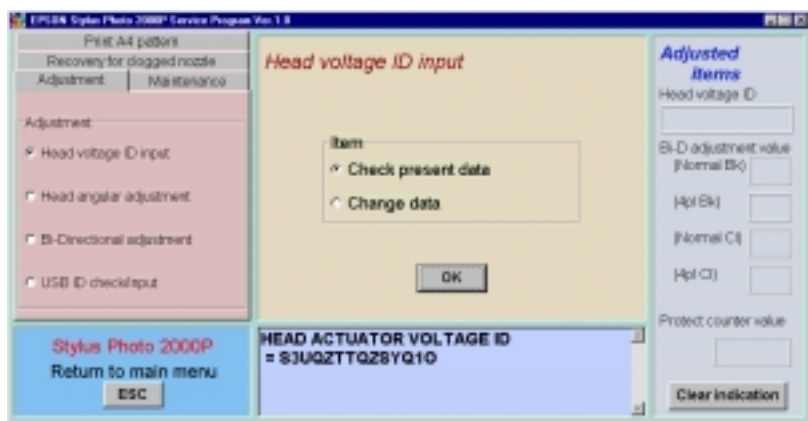 EPSON Stylus Photo 2000P Service Program Ver.1.0
Print A4 pattern
Recovery for clogged nozzle
Adjustment Maintenance
Adjustment
Head voltage ID input
Head angular adjustment
Bi-Directional adjustment
USB ID check/input
Stylus Photo 2000P
Return to main menu
ESC
Head voltage ID input
Item
Check present data
Change data
OK
HEAD ACTUATOR VOLTAGE ID
= S3UQZTTQZSYQ1O
Adjusted
Items
Head voltage ID
Bi-D adjustment value
(Normal Bk)
(4pl Bk)
(Normal Cl)
(4pl Cl)
Protect counter value
Clear indication